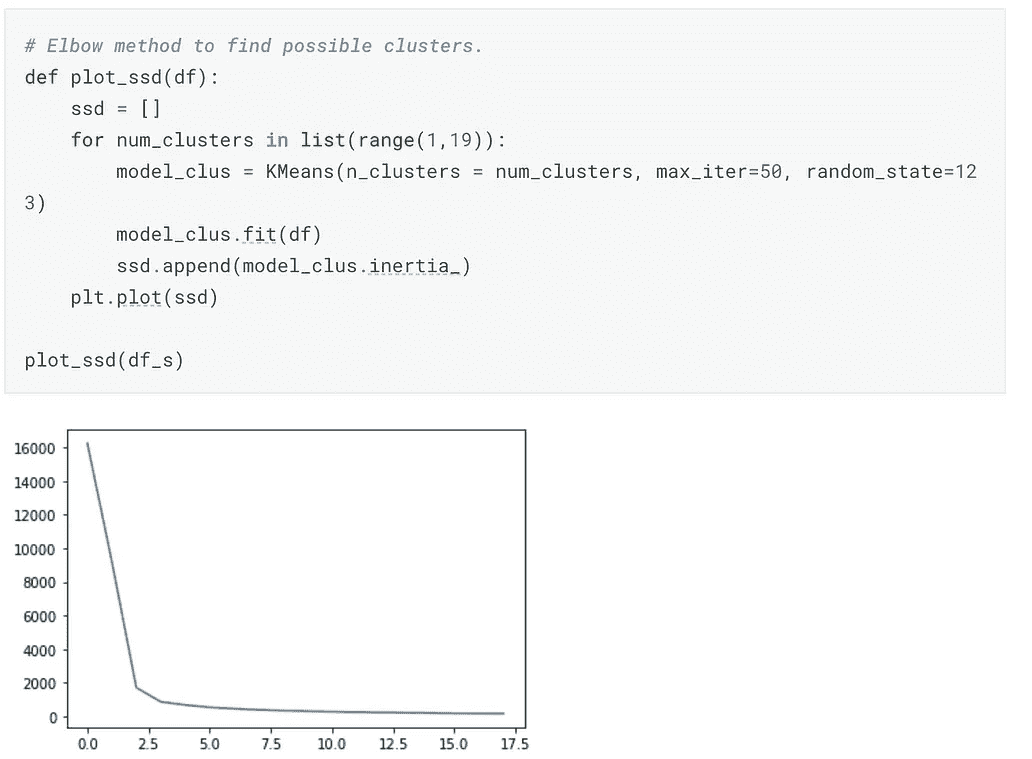 # Elbow method to find possible clusters.
def plot_ssd(df):
    ssd = []
    for num_clusters in list(range(1,19)):
        model_clus = KMeans(n_clusters = num_clusters, max_iter=50, random_state=12
3)
        model_clus.fit(df)
        ssd.append(model_clus.inertia_)
    plt.plot(ssd)

plot_ssd(df_s)
16000
14000
12000
10000
8000
6000
4000
2000
0
0.0 2.5 5.0 7.5 10.0 12.5 15.0 17.5